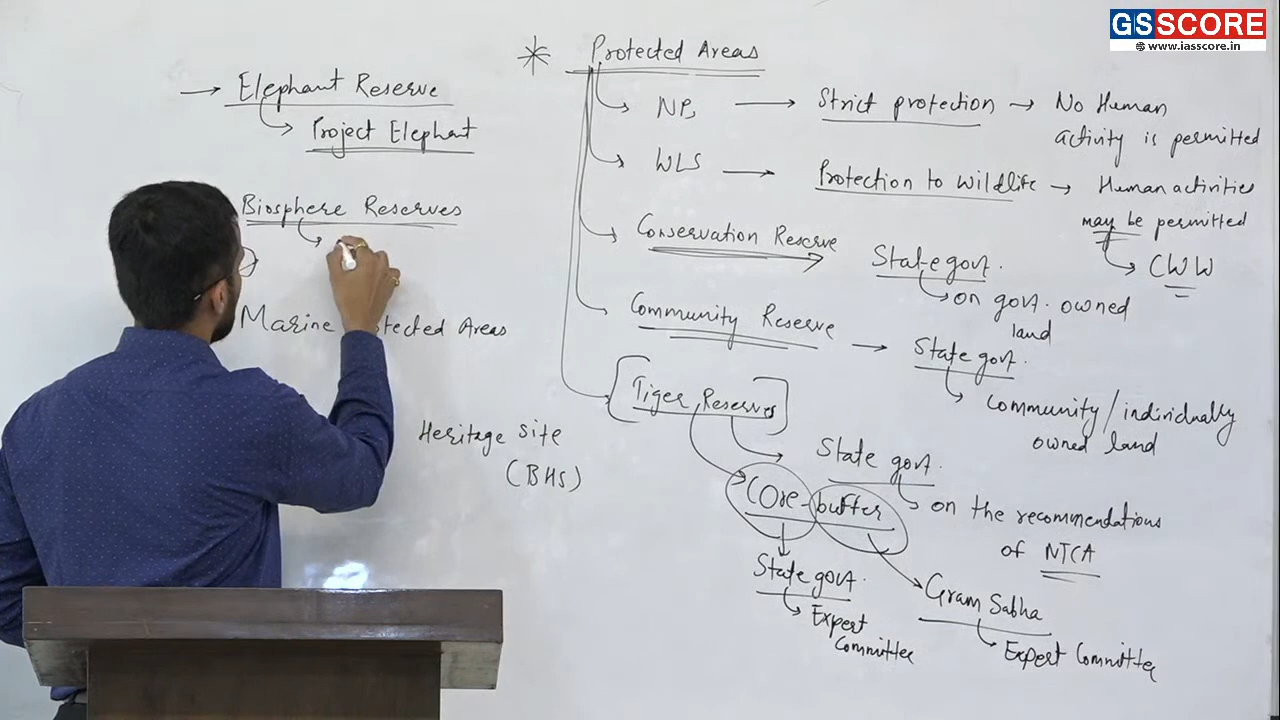 GSSCORE
www.iasscore.in
Elephant Reserve
Project Elephant
Biosphere Reserves
Marine Areas
Heritage site
(BHS)
* Protected Areas
NPs → Strict protection → No Human
activity is permitted
WLS → Protection to wildlife → Human activities
may be permitted
CWW
Conservation Reserve
State govt.
on govt. owned
land
Community Reserve → State govt.
Community/individually
owned land
[Tiger Reserves]
State govt.
on the recommendations
of NTCA
Core-buffer
State govt.
Expert
Committee
Gram Sabha
Expert Committee